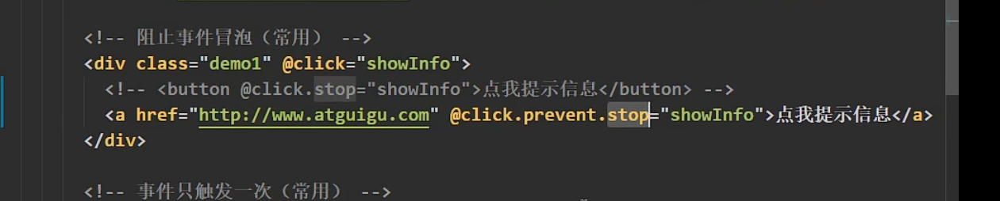 <!-- 阻止事件冒泡（常用） -->
<div class="demo1" @click="showInfo">
<!-- <button @click.stop="showInfo">点我提示信息</button> -->
<a href="http://www.atguigu.com" @click.prevent.stop="showInfo">点我提示信息</a>
</div>
<!-- 事件只触发一次（常用） -->